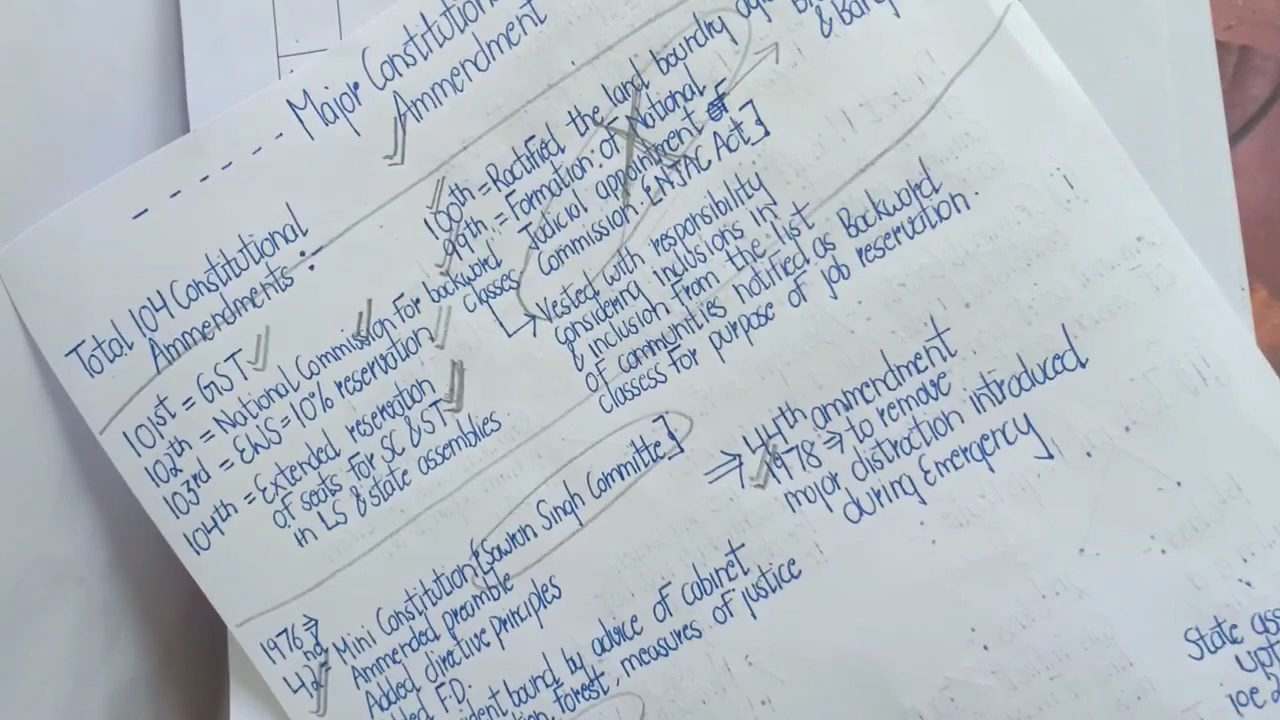 Major Constitution
Ammendment
Total 104 Constitutional
Ammendments :-
101st = GST
102th = National Commission For backword
classes
103rd = EWS = 10% reservation
104th = Extended reservation
of seats for SC & ST
in LS & state assemblies
100th = Ractified the land boundry
& Bang
99th = Formation of National
Judicial appointment OF
Commission [NJAC Act]
Vested with responsibility
considering inclusions in
& inclusion from the list
of communities notified as Backword
classess for purpose of job reservation.
1976 ⇒ Mini Constitution [Sawran Singh Committe]
42nd Ammended preamble
Added directive principles
F.D.
bound by advice of cabinet
forest, measures of justice
⇒ 44th amendment
1978 ⇒ to remove
major distraction introduced
during Emergency
State